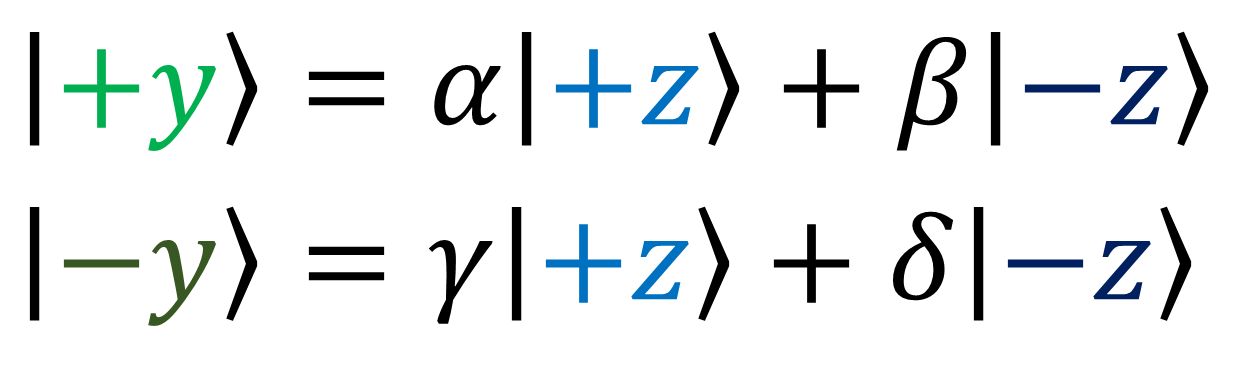 |+y⟩ = α|+z⟩ + β|−z⟩
|−y⟩ = γ|+z⟩ + δ|−z⟩